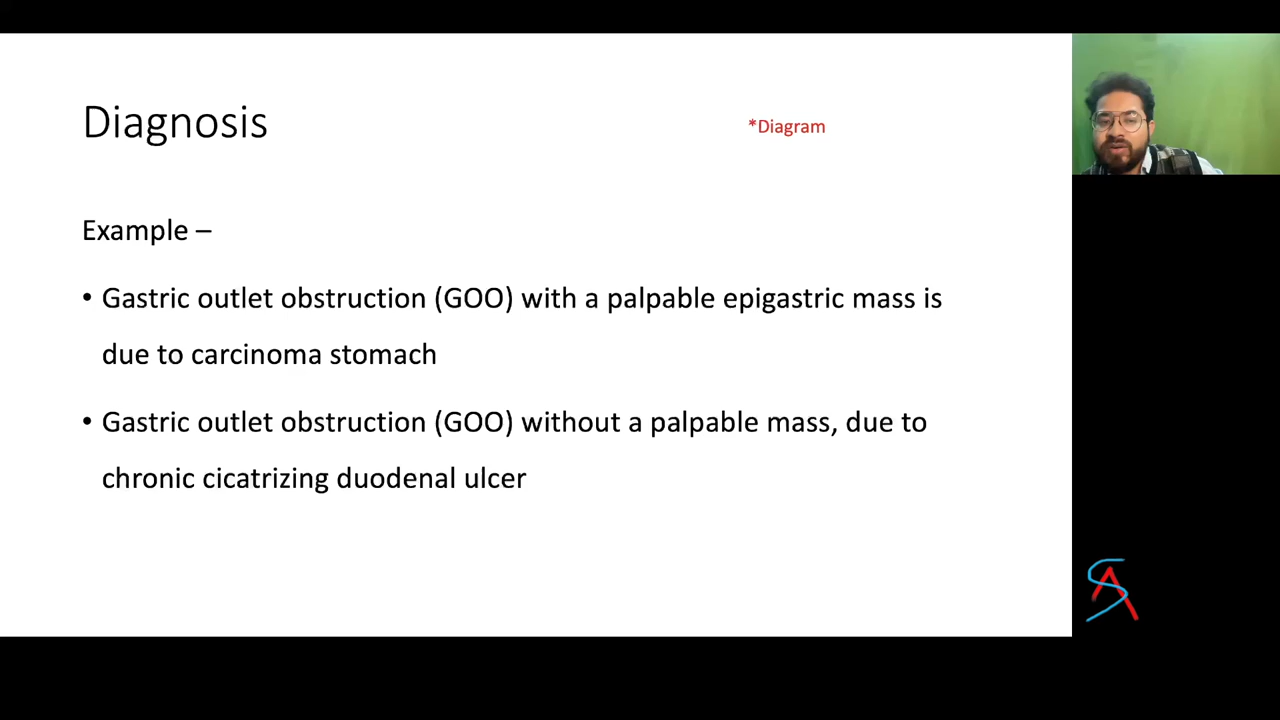 Diagnosis
*Diagram
Example –
• Gastric outlet obstruction (GOO) with a palpable epigastric mass is
due to carcinoma stomach
• Gastric outlet obstruction (GOO) without a palpable mass, due to
chronic cicatrizing duodenal ulcer
SA